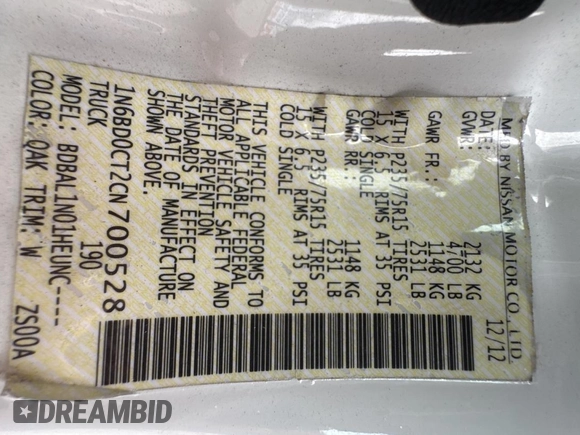 MFD BY NISSAN MOTOR CO., LTD.
DATE: 12/12
GVWR: 2132 KG
4700 LB
GAWR FR.: 1148 KG
2531 LB
WITH P235/75R15 TIRES
15 X 6.5 RIMS AT 35 PSI
COLD SINGLE
GAWR RR.: 1148 KG
2531 LB
WITH P235/75R15 TIRES
15 X 6.5 RIMS AT 35 PSI
COLD SINGLE
THIS VEHICLE CONFORMS TO
ALL APPLICABLE FEDERAL
MOTOR VEHICLE SAFETY AND
THEFT PREVENTION
STANDARDS IN EFFECT ON
THE DATE OF MANUFACTURE
SHOWN ABOVE.
1N6BD0CT2CN700528
TRUCK 190
MODEL: BDBAL1NO1HEUNC----
COLOR: QAK TRIM: W ZS00A
DREAMBID